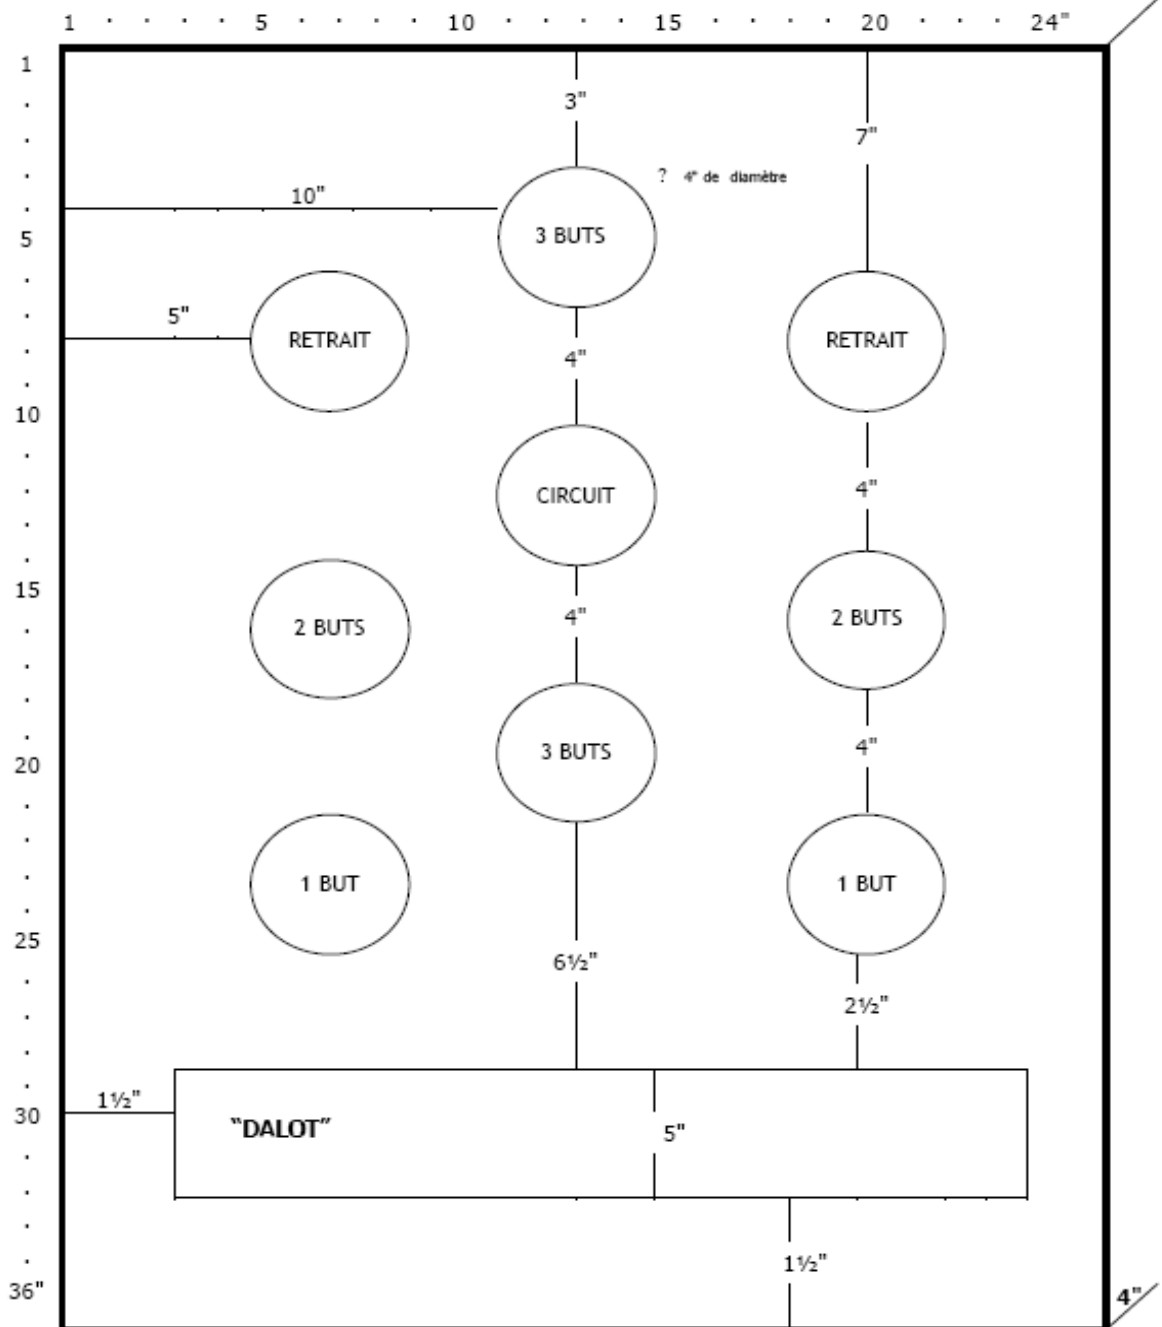 1 · · · · 5 · · · · 10 · · · · 15 · · · · 20 · · · 24"
1
3"
7"
? 4" de diamètre
10"
5
3 BUTS
5"
RETRAIT
RETRAIT
4"
10
4"
CIRCUIT
15
4"
2 BUTS
2 BUTS
4"
20
3 BUTS
1 BUT
1 BUT
25
6½"
2½"
1½"
30
"DALOT"
5"
1½"
36"
4"